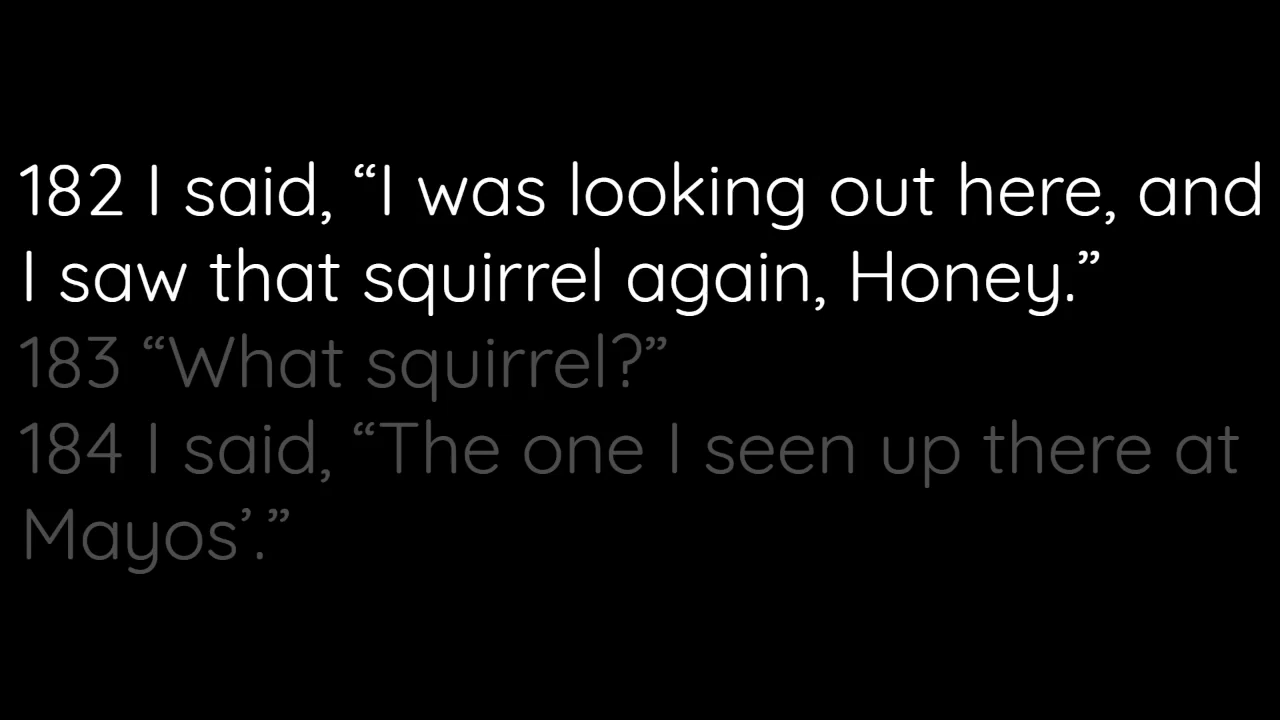 182 I said, “I was looking out here, and
I saw that squirrel again, Honey.”
183 “What squirrel?”
184 I said, “The one I seen up there at
Mayos’.”